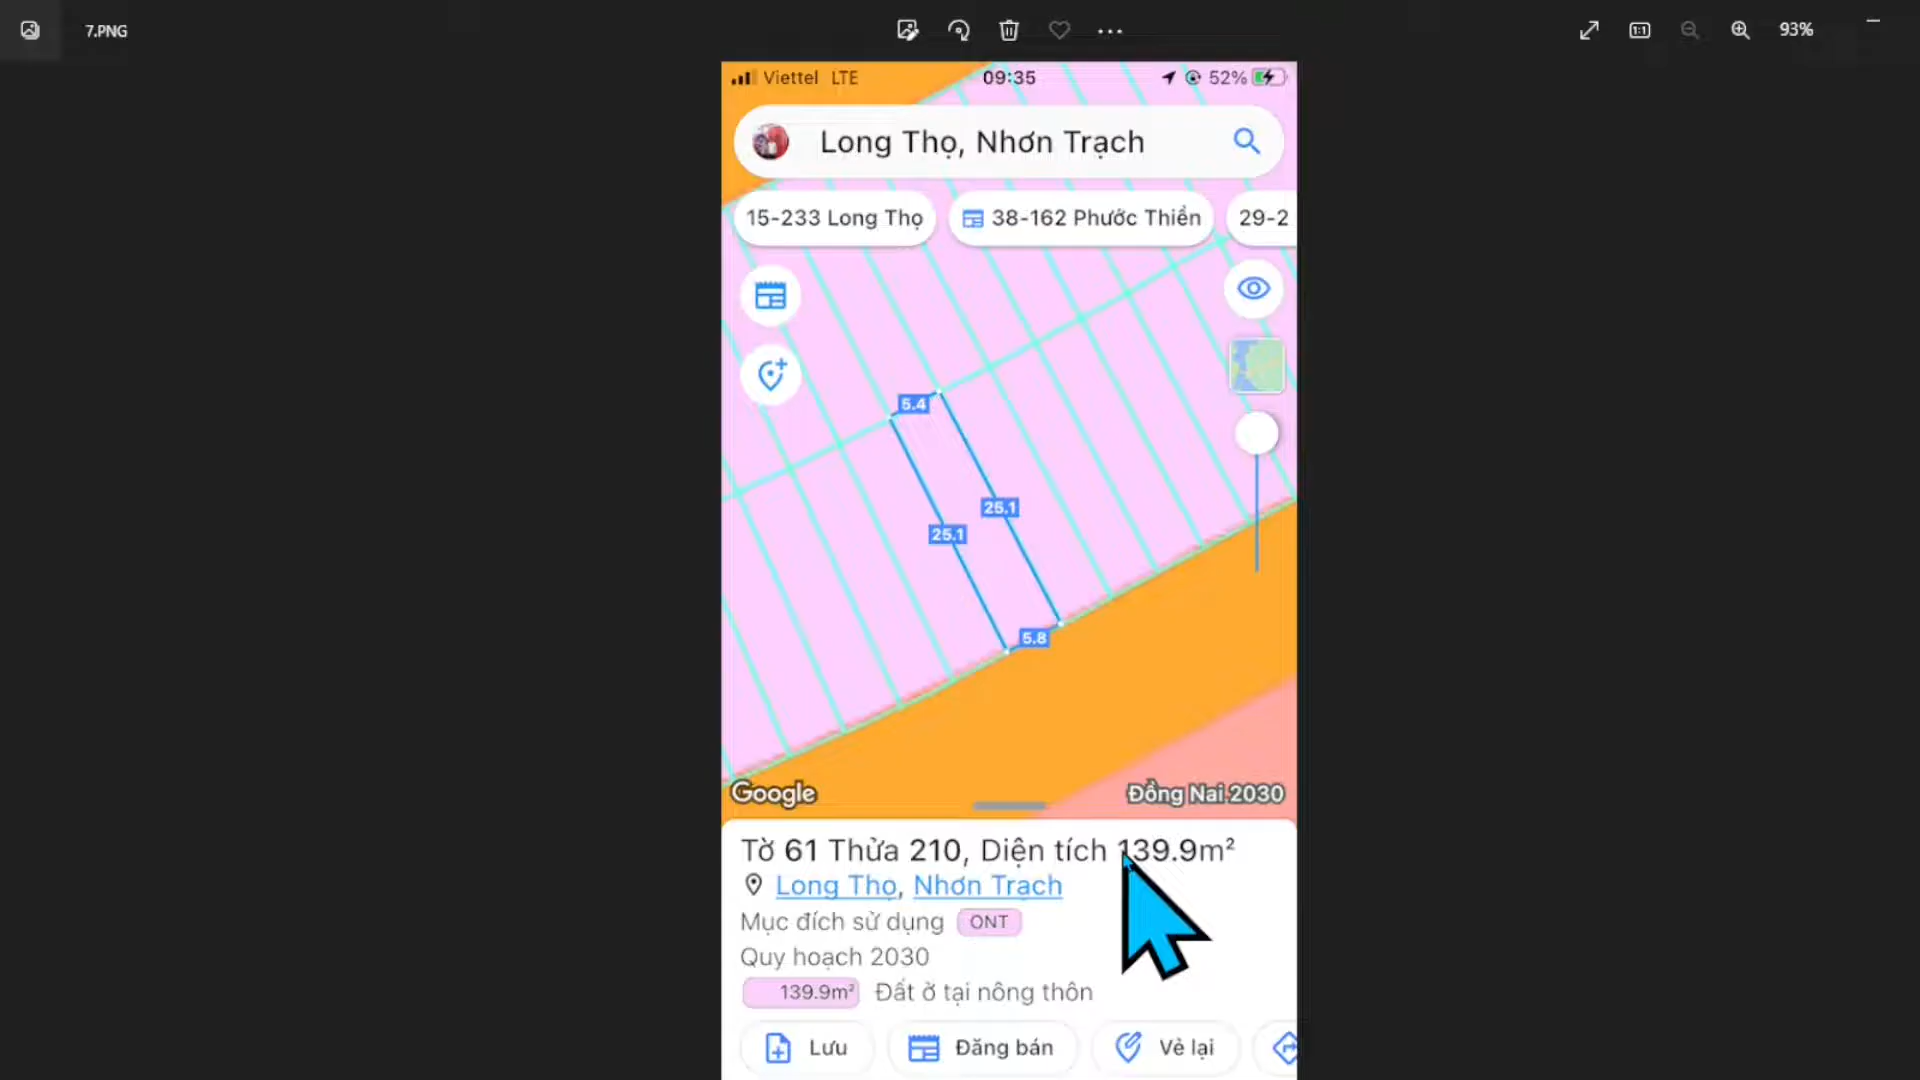 7.PNG
93%
Viettel LTE
09:35
52%
Long Thọ, Nhơn Trạch
15-233 Long Thọ
38-162 Phước Thiền
29-2
5.4
25.1
25.1
5.8
Google
Đồng Nai 2030
Tờ 61 Thửa 210, Diện tích 139.9m²
Long Thọ, Nhơn Trạch
Mục đích sử dụng ONT
Quy hoạch 2030
139.9m² Đất ở tại nông thôn
Lưu
Đăng bán
Vẽ lại